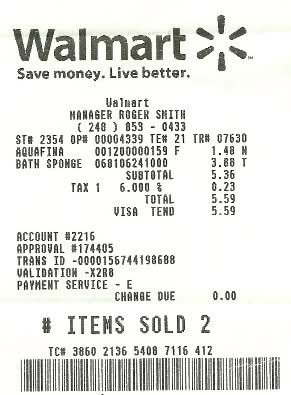 Walmart
Save money. Live better.
Walmart
MANAGER ROGER SMITH
( 248 ) 853 - 0433
ST# 2354 OP# 00004339 TE# 21 TR# 07630
AQUAFINA 001200000159 F 1.48 N
BATH SPONGE 068106241000 3.88 T
SUBTOTAL 5.36
TAX 1 6.000 % 0.23
TOTAL 5.59
VISA TEND 5.59
ACCOUNT #2216
APPROVAL #174405
TRANS ID -0000156744198688
VALIDATION -X2R8
PAYMENT SERVICE - E
CHANGE DUE 0.00
# ITEMS SOLD 2
TC# 3860 2136 5408 7116 412